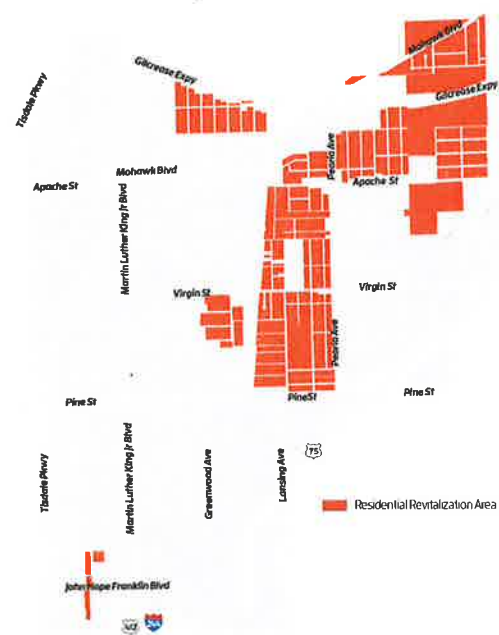 Mohawk Blvd
Gilcrease Expy
Tisdale Pkwy
Gilcrease Expy
Peoria Ave
Mohawk Blvd
Apache St
Apache St
Martin Luther King Jr Blvd
Virgin St
Virgin St
Peoria Ave
Pine St
Pine St
Pine St
Martin Luther King Jr Blvd
Tisdale Pkwy
Greenwood Ave
Lansing Ave
75
Residential Revitalization Area
John Hope Franklin Blvd
412
244